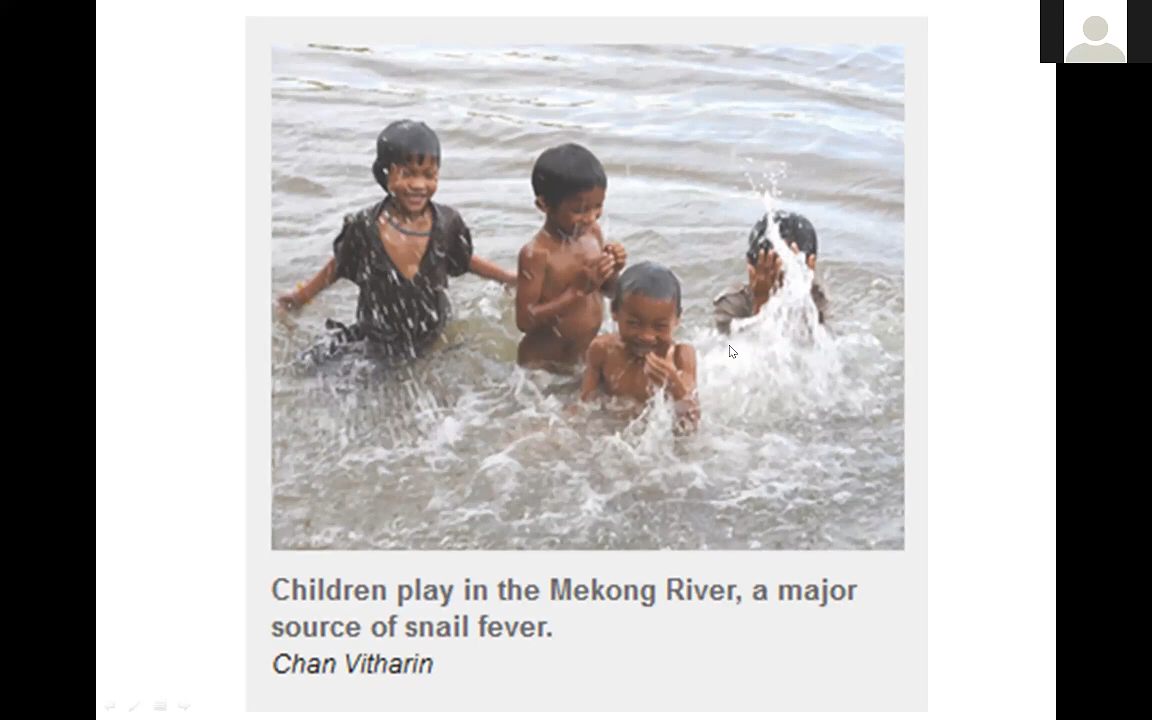 Children play in the Mekong River, a major
source of snail fever.
Chan Vitharin